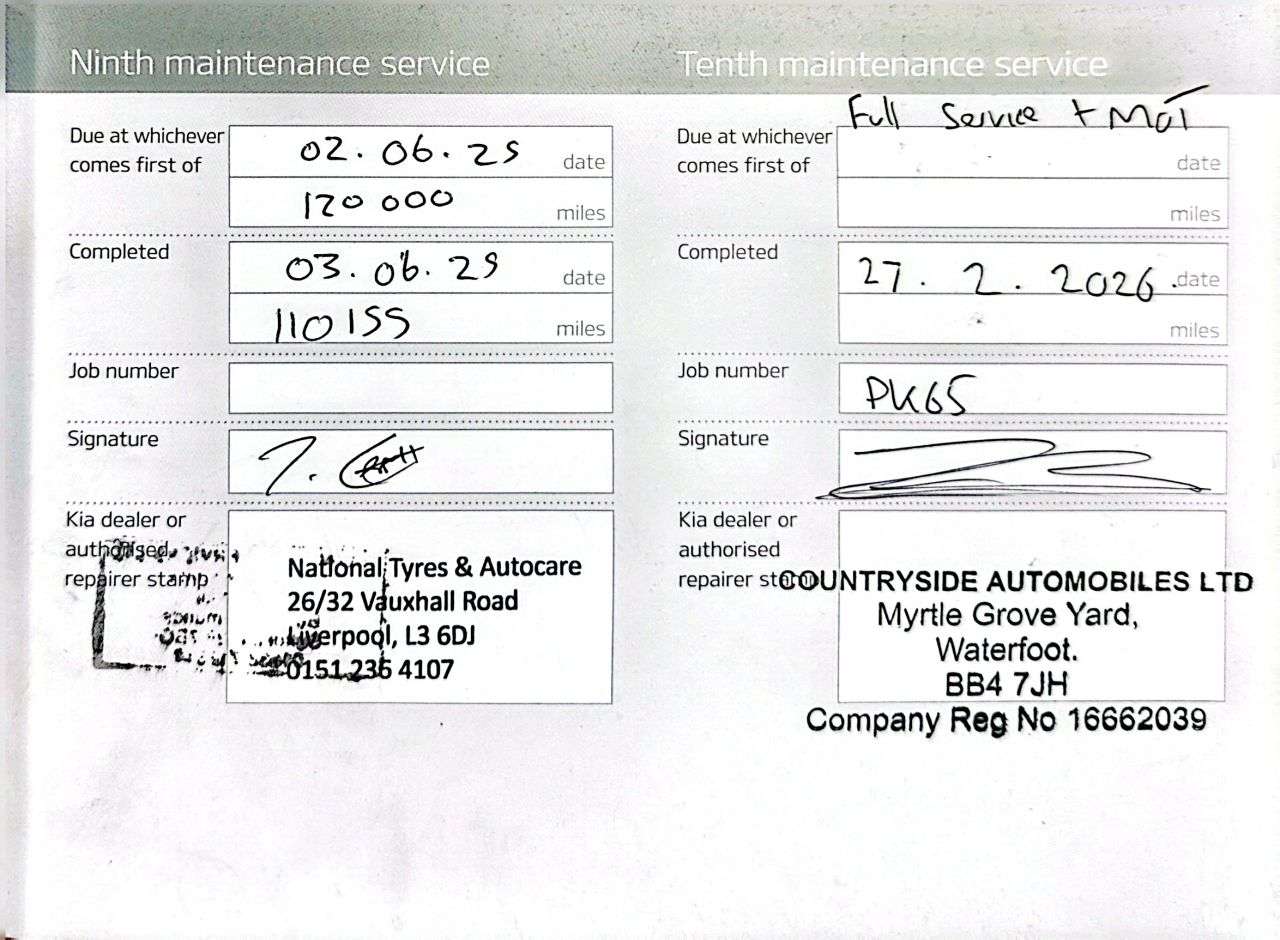 Ninth maintenance service
Due at whichever comes first of
02.06.25 date
120 000 miles
Completed
03.06.25 date
110155 miles
Job number
Signature
Kia dealer or
authorised
repairer stamp
National Tyres & Autocare
26/32 Vauxhall Road
Liverpool, L3 6DJ
0151 236 4107
Tenth maintenance service
Full Service + MOT
Due at whichever comes first of
date
miles
Completed
27.2.2026. date
miles
Job number
PK65
Signature
Kia dealer or
authorised
repairer stamp
COUNTRYSIDE AUTOMOBILES LTD
Myrtle Grove Yard,
Waterfoot.
BB4 7JH
Company Reg No 16662039